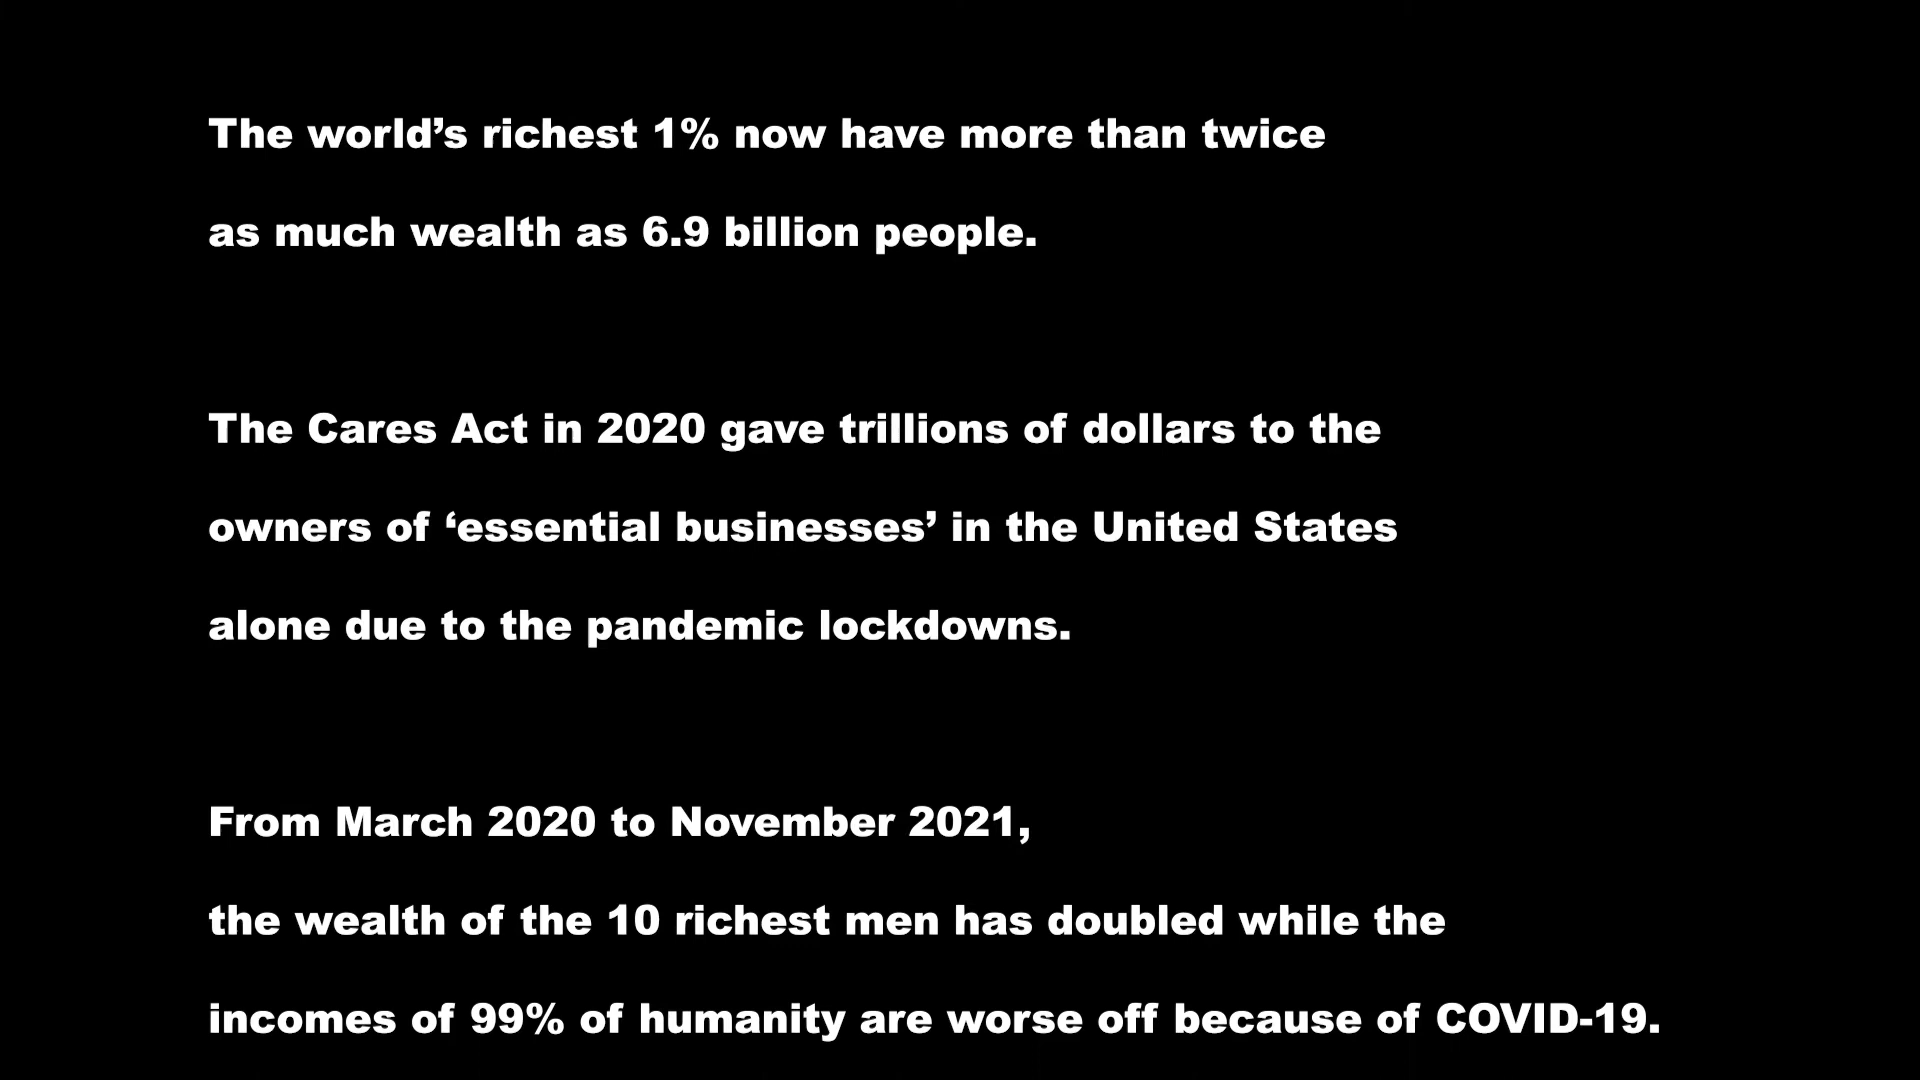 The world’s richest 1% now have more than twice
as much wealth as 6.9 billion people.
The Cares Act in 2020 gave trillions of dollars to the
owners of ‘essential businesses’ in the United States
alone due to the pandemic lockdowns.
From March 2020 to November 2021,
the wealth of the 10 richest men has doubled while the
incomes of 99% of humanity are worse off because of COVID-19.